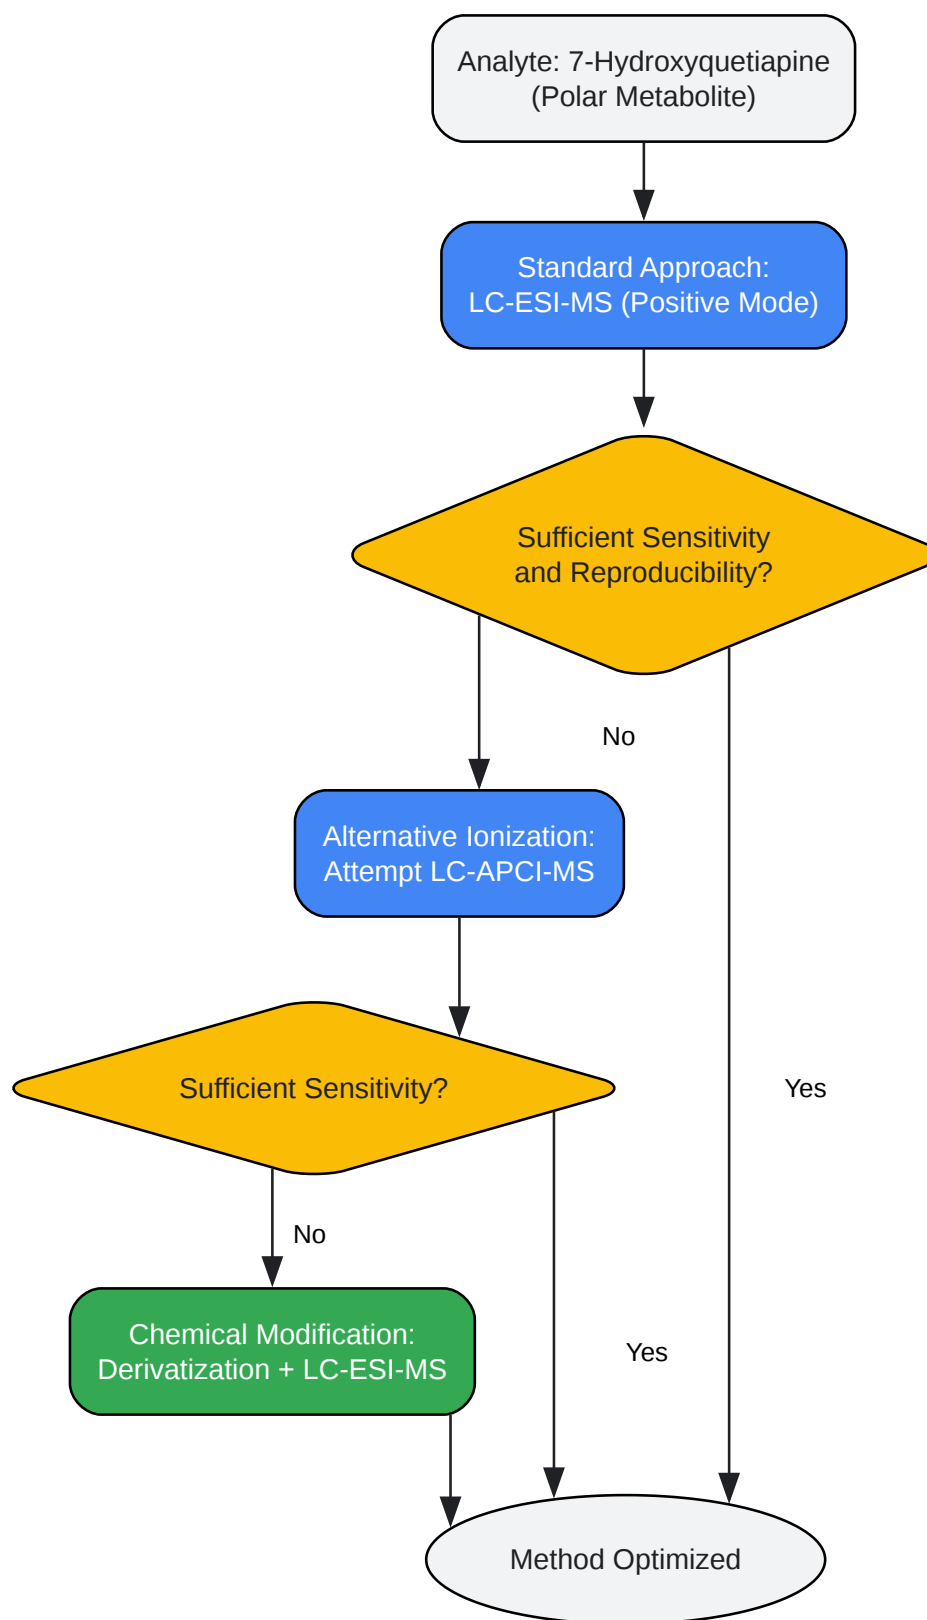 Analyte: 7-Hydroxyquetiapine
(Polar Metabolite)
Standard Approach:
LC-ESI-MS (Positive Mode)
Sufficient Sensitivity
and Reproducibility?
No
Alternative Ionization:
Attempt LC-APCI-MS
Sufficient Sensitivity?
Yes
No
Chemical Modification:
Derivatization + LC-ESI-MS
Yes
Method Optimized